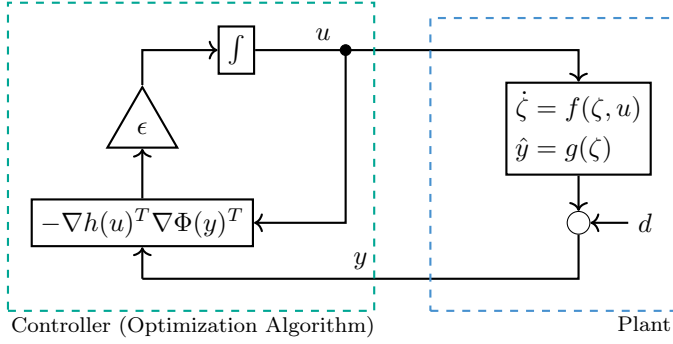 u
∫
ζ̇ = f(ζ, u)
ŷ = g(ζ)
ϵ
−∇h(u)ᵀ∇Φ(y)ᵀ
d
y
Controller (Optimization Algorithm)
Plant